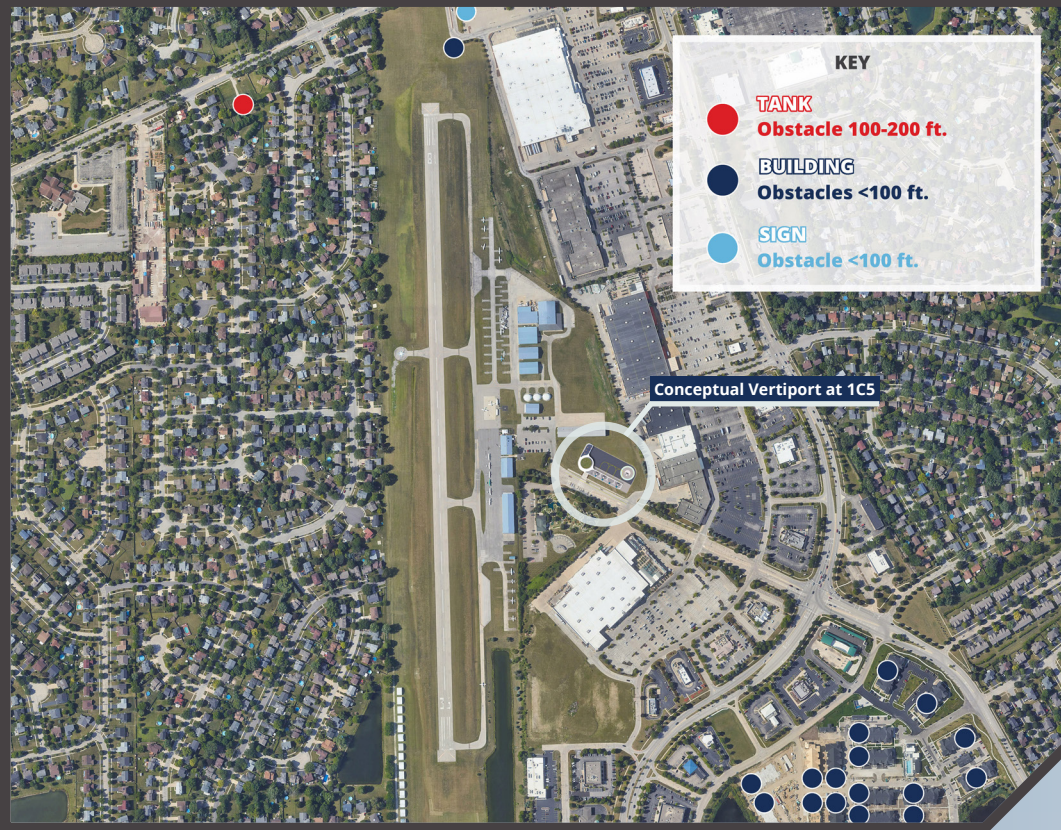 KEY
TANK
Obstacle 100-200 ft.
BUILDING
Obstacles <100 ft.
SIGN
Obstacle <100 ft.
Conceptual Vertiport at 1C5